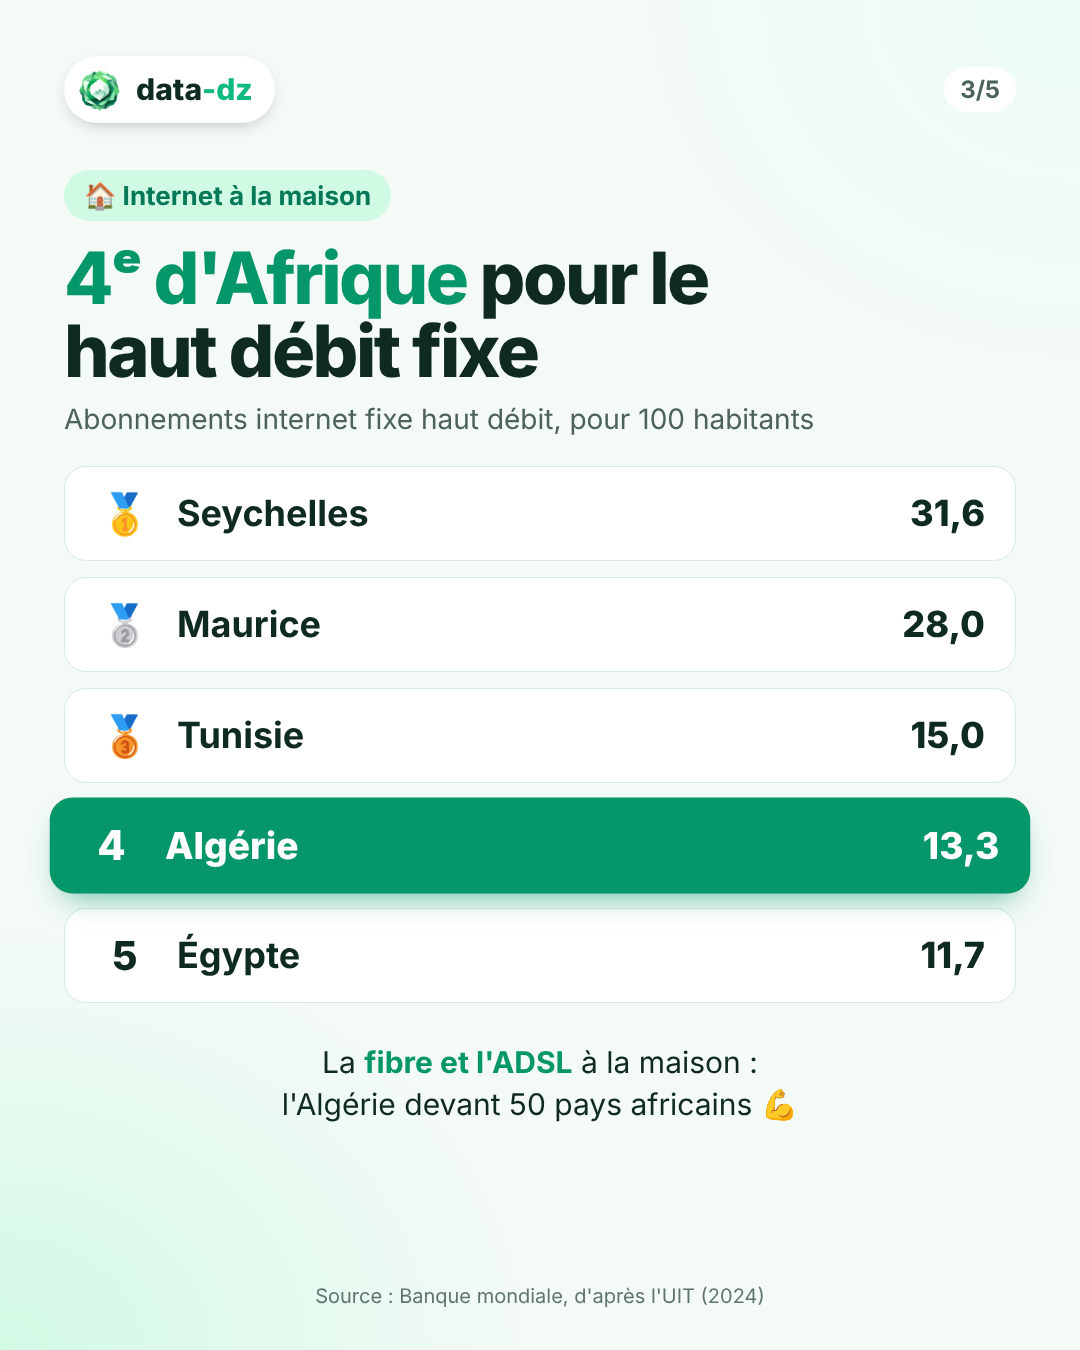 data-dz
3/5
🏠 Internet à la maison
4ᵉ d'Afrique pour le
haut débit fixe
Abonnements internet fixe haut débit, pour 100 habitants
🥇 Seychelles 31,6
🥈 Maurice 28,0
🥉 Tunisie 15,0
4 Algérie 13,3
5 Égypte 11,7
La fibre et l'ADSL à la maison :
l'Algérie devant 50 pays africains 💪
Source : Banque mondiale, d'après l'UIT (2024)